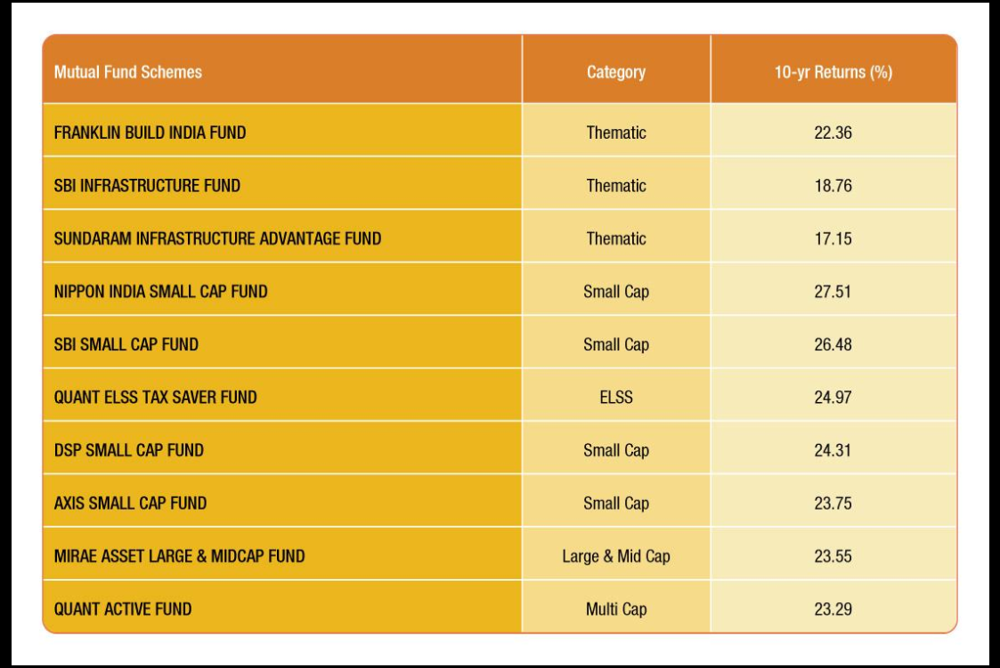 Mutual Fund Schemes Category 10-yr Returns (%)
FRANKLIN BUILD INDIA FUND Thematic 22.36
SBI INFRASTRUCTURE FUND Thematic 18.76
SUNDARAM INFRASTRUCTURE ADVANTAGE FUND Thematic 17.15
NIPPON INDIA SMALL CAP FUND Small Cap 27.51
SBI SMALL CAP FUND Small Cap 26.48
QUANT ELSS TAX SAVER FUND ELSS 24.97
DSP SMALL CAP FUND Small Cap 24.31
AXIS SMALL CAP FUND Small Cap 23.75
MIRAE ASSET LARGE & MIDCAP FUND Large & Mid Cap 23.55
QUANT ACTIVE FUND Multi Cap 23.29